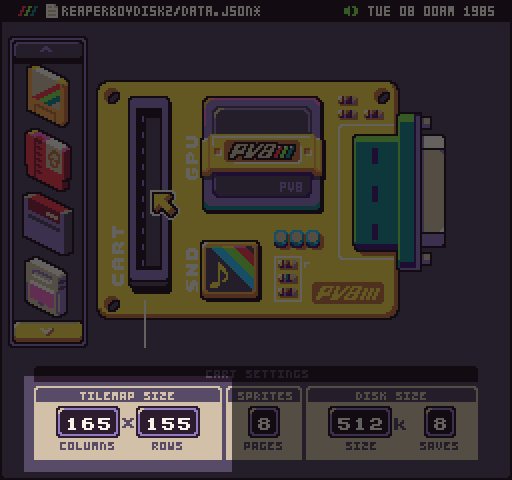 REAPERBOYDISK2/DATA.JSON* TUE 08 00AM 1985
CART
GPU
PV8
PV8
SND
PV8
CART SETTINGS
TILEMAP SIZE SPRITES DISK SIZE
165 x 155 8 512 k 8
COLUMNS ROWS PAGES SIZE SAVES